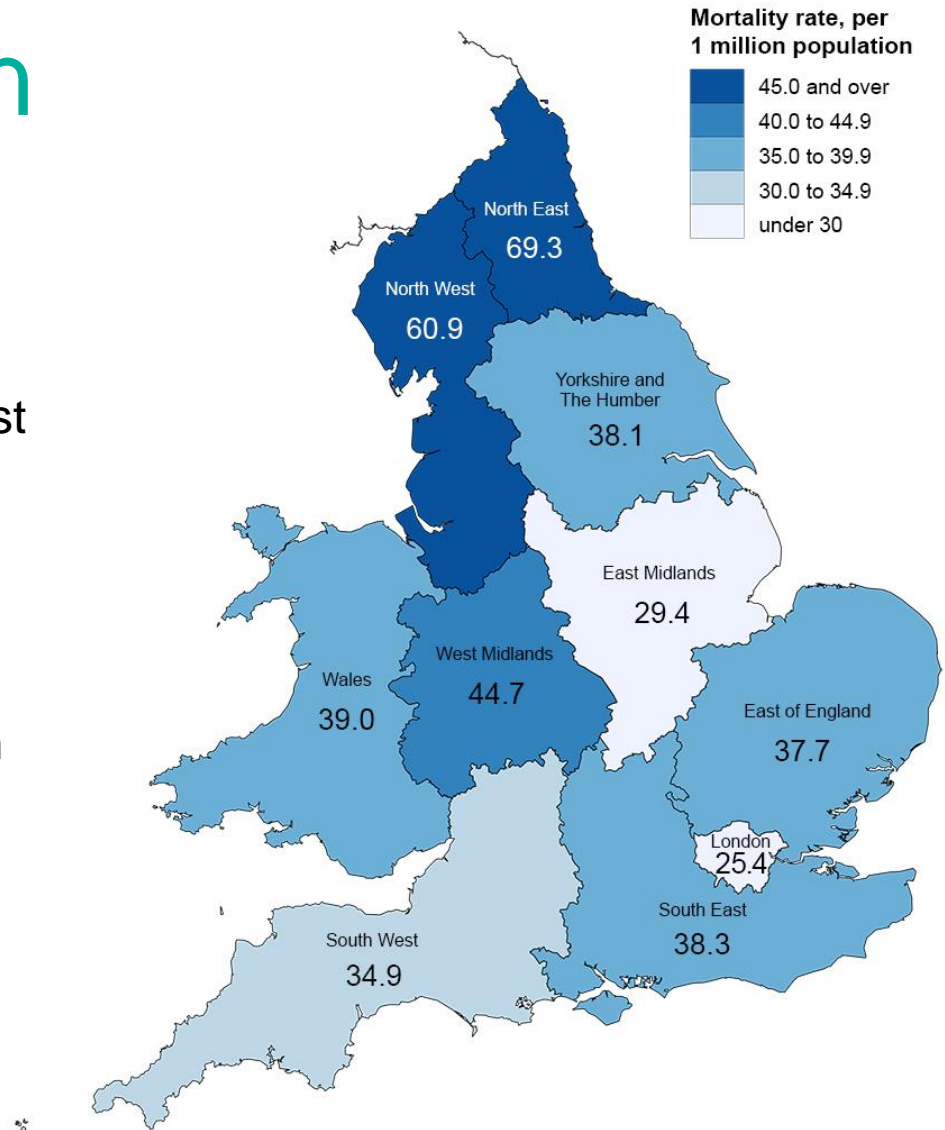 Mortality rate, per
1 million population
45.0 and over
40.0 to 44.9
35.0 to 39.9
30.0 to 34.9
under 30
North East
69.3
North West
60.9
Yorkshire and
The Humber
38.1
East Midlands
29.4
West Midlands
44.7
Wales
39.0
East of England
37.7
London
25.4
South East
38.3
South West
34.9